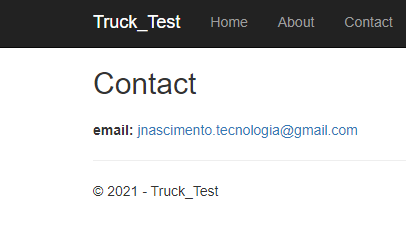 Truck_Test Home About Contact
Contact
email: jnascimento.tecnologia@gmail.com
© 2021 - Truck_Test